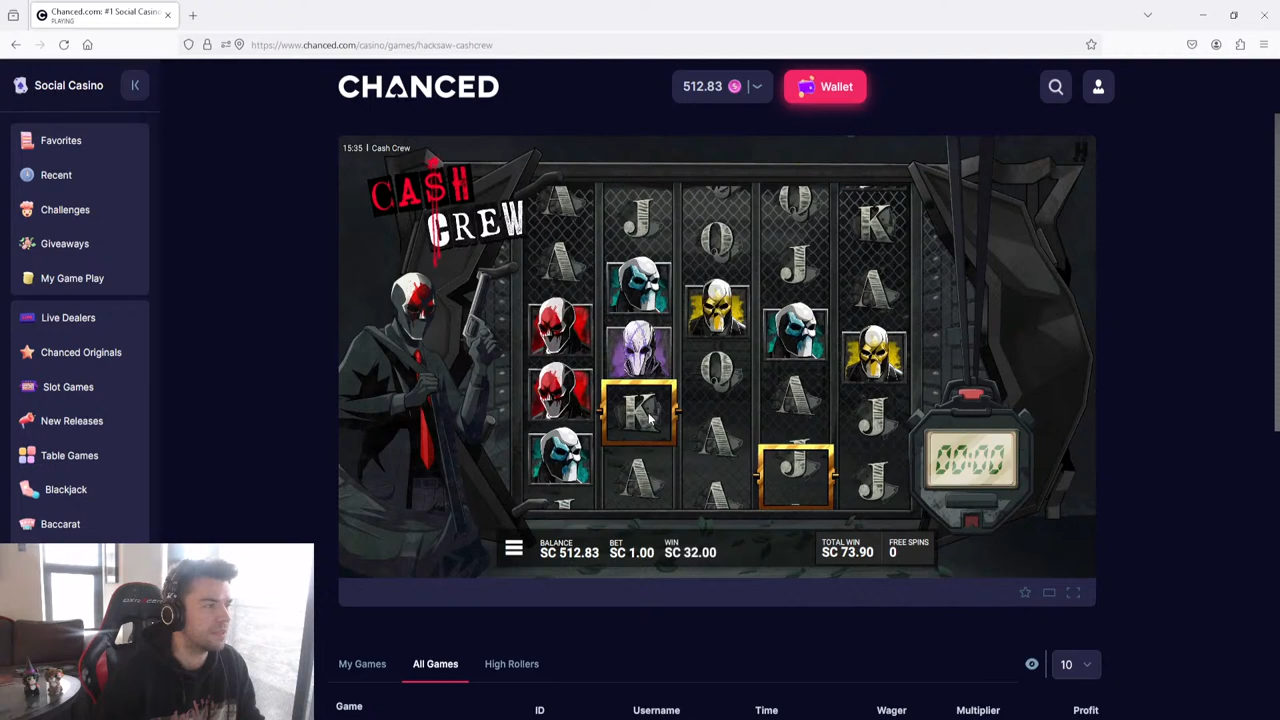 Chanced.com: #1 Social Casino
PLAYING
https://www.chanced.com/casino/games/hacksaw-cashcrew
Social Casino
CHANCED
512.83
Wallet
Favorites
Recent
Challenges
Giveaways
My Game Play
Live Dealers
Chanced Originals
Slot Games
New Releases
Table Games
Blackjack
Baccarat
15:35 | Cash Crew
CA$H
CREW
A J Q Q K
A J A
Q
K A
J
A A J
J A
00:00
BALANCE
SC 512.83
BET
SC 1.00
WIN
SC 32.00
TOTAL WIN
SC 73.90
FREE SPINS
0
My Games
All Games
High Rollers
10
Game
ID
Username
Time
Wager
Multiplier
Profit